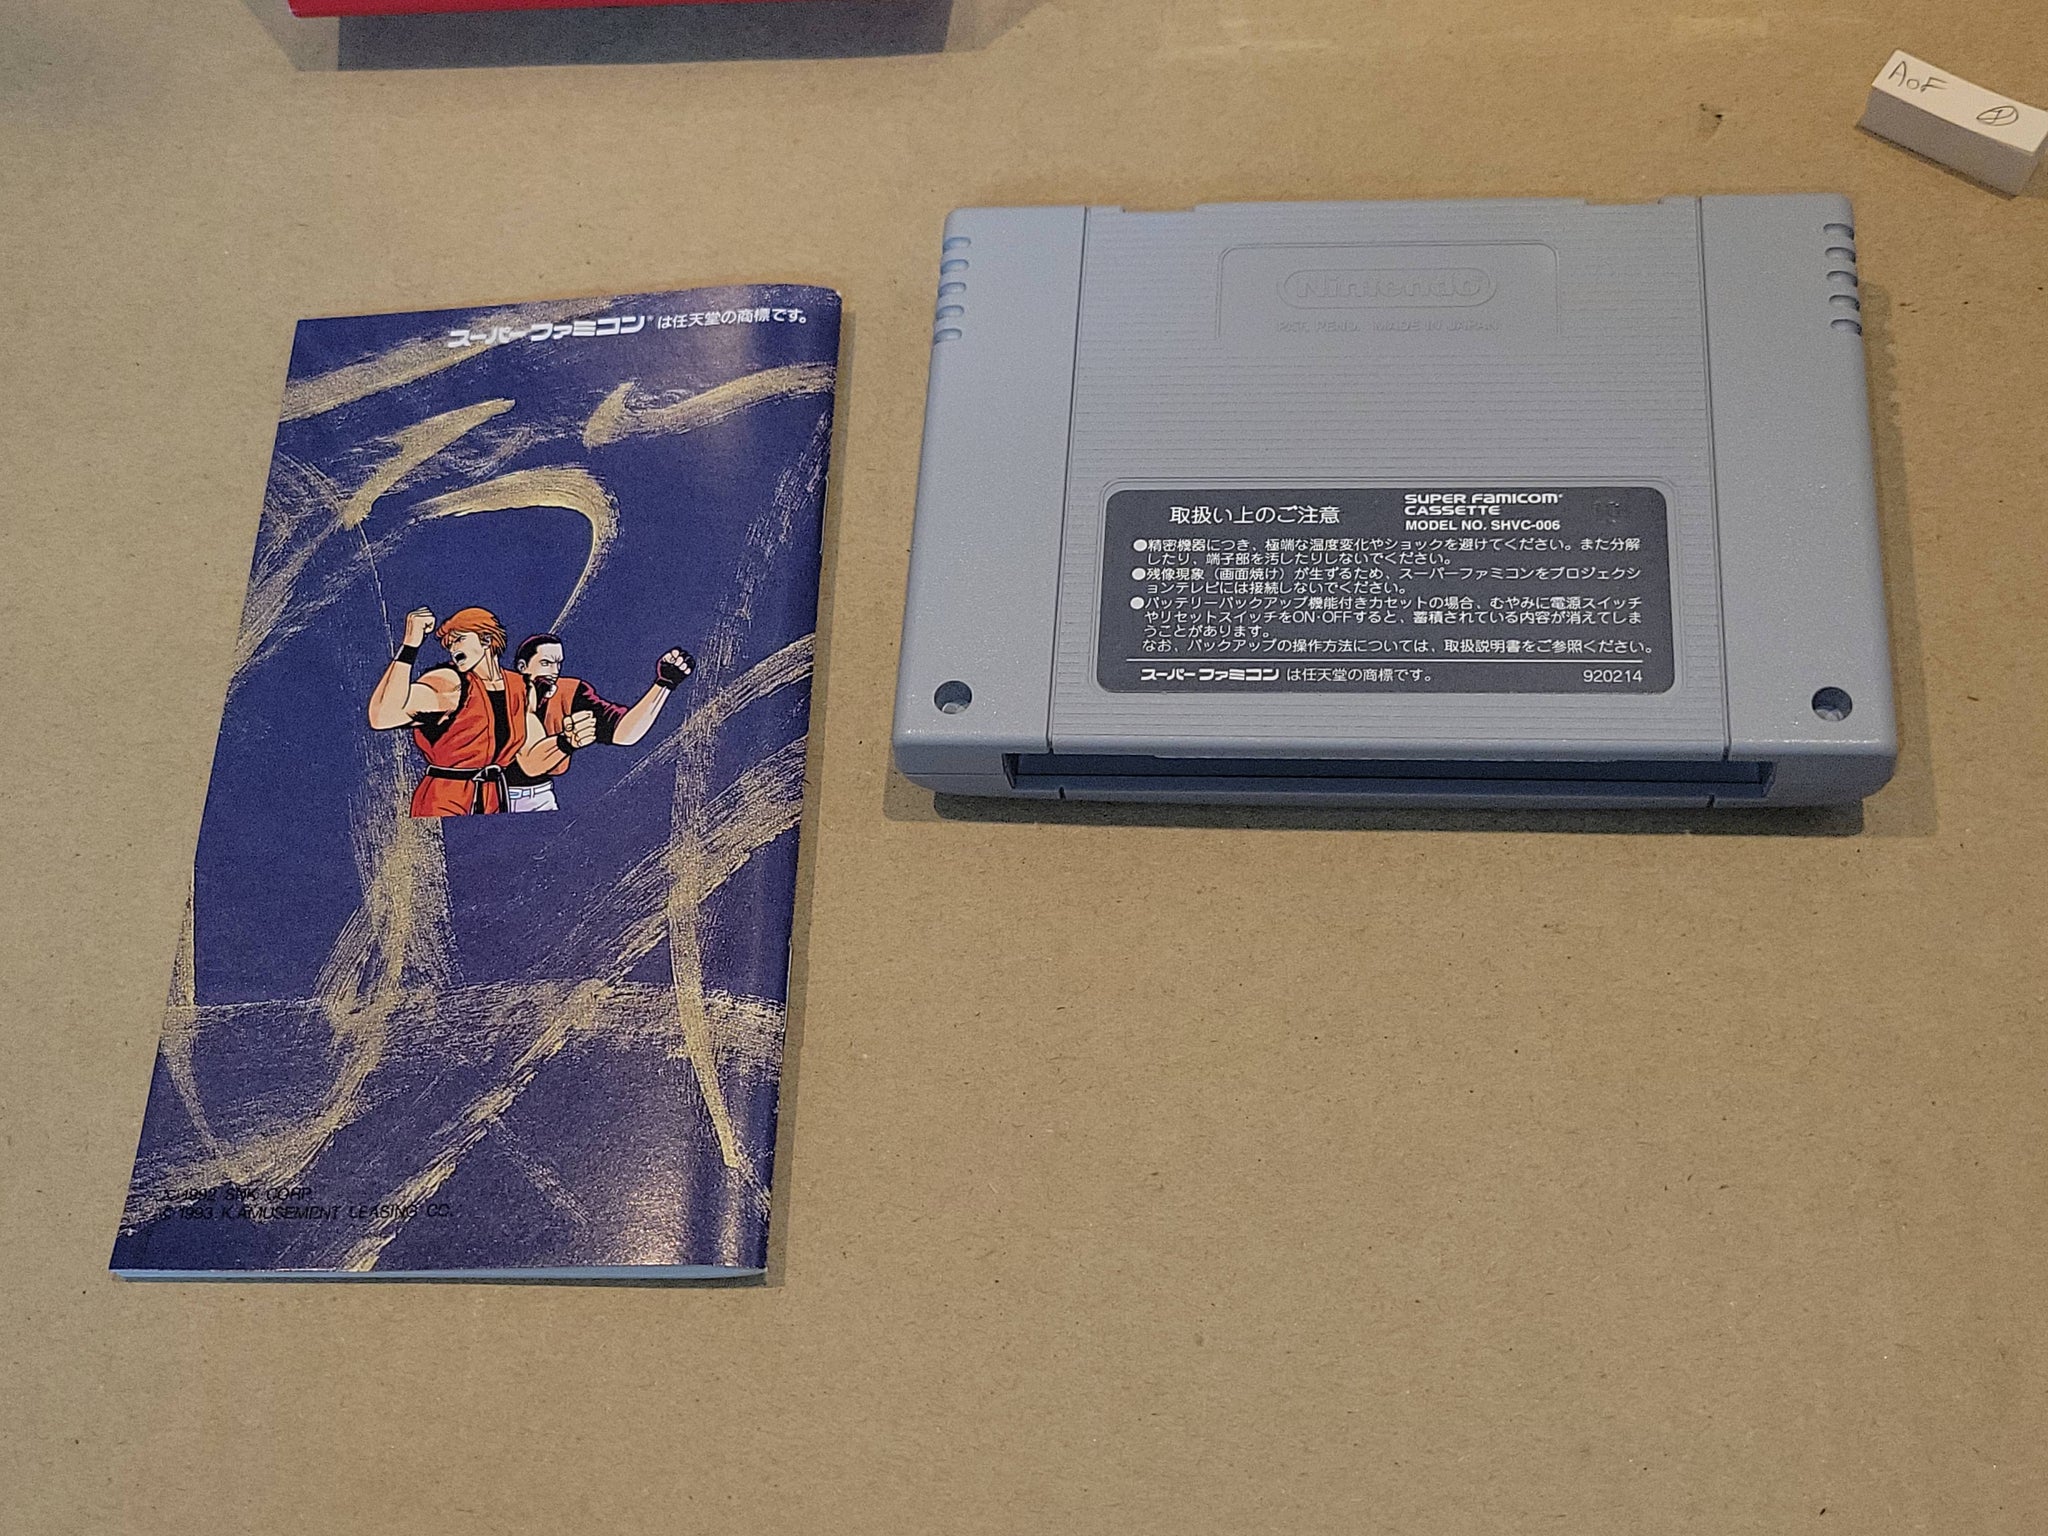 AOF ①
スーパーファミコン®は任天堂の商標です。
© 1992 SNK CORP.
© 1993 K.AMUSEMENT LEASING CO.
Nintendo
PAT. PEND. MADE IN JAPAN
取扱い上のご注意
SUPER FAMICOM®
CASSETTE
MODEL NO. SHVC-006
●精密機器につき、極端な温度変化やショックを避けてください。また分解
したり、端子部を汚したりしないでください。
●残像現象（画面焼け）が生ずるため、スーパーファミコンをプロジェクシ
ョンテレビには接続しないでください。
●バッテリーバックアップ機能付きカセットの場合、むやみに電源スイッチ
やリセットスイッチをON・OFFすると、蓄積されている内容が消えてしま
うことがあります。
なお、バックアップの操作方法については、取扱説明書をご参照ください。
スーパーファミコン は任天堂の商標です。 920214